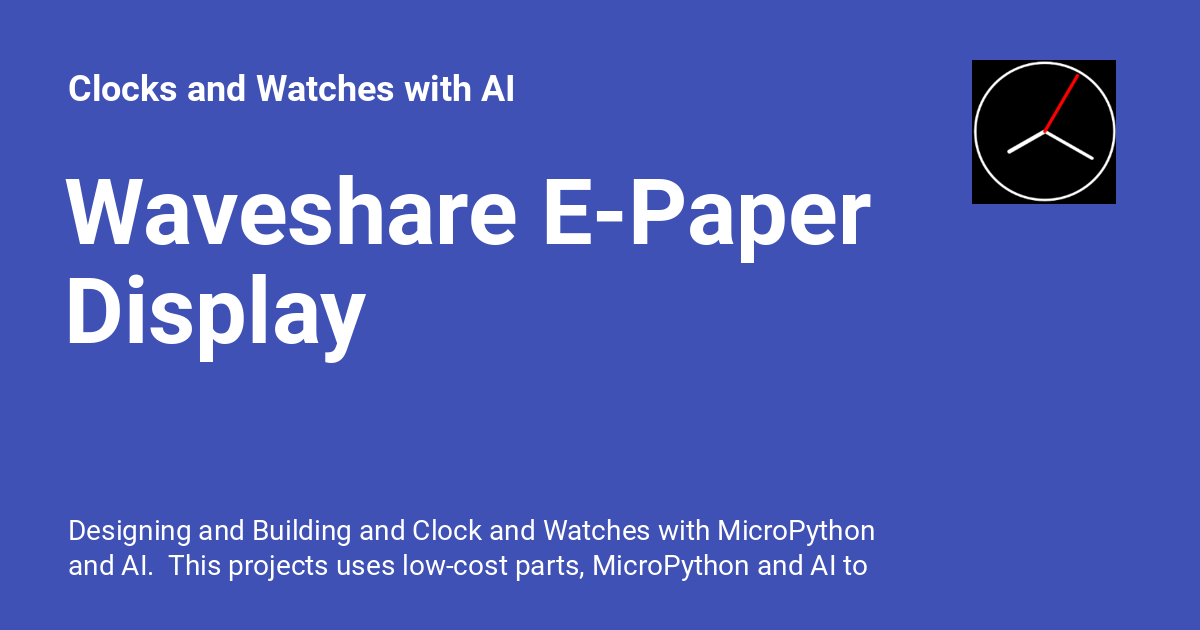 Clocks and Watches with AI
Waveshare E-Paper
Display
Designing and Building and Clock and Watches with MicroPython
and AI.  This projects uses low-cost parts, MicroPython and AI to